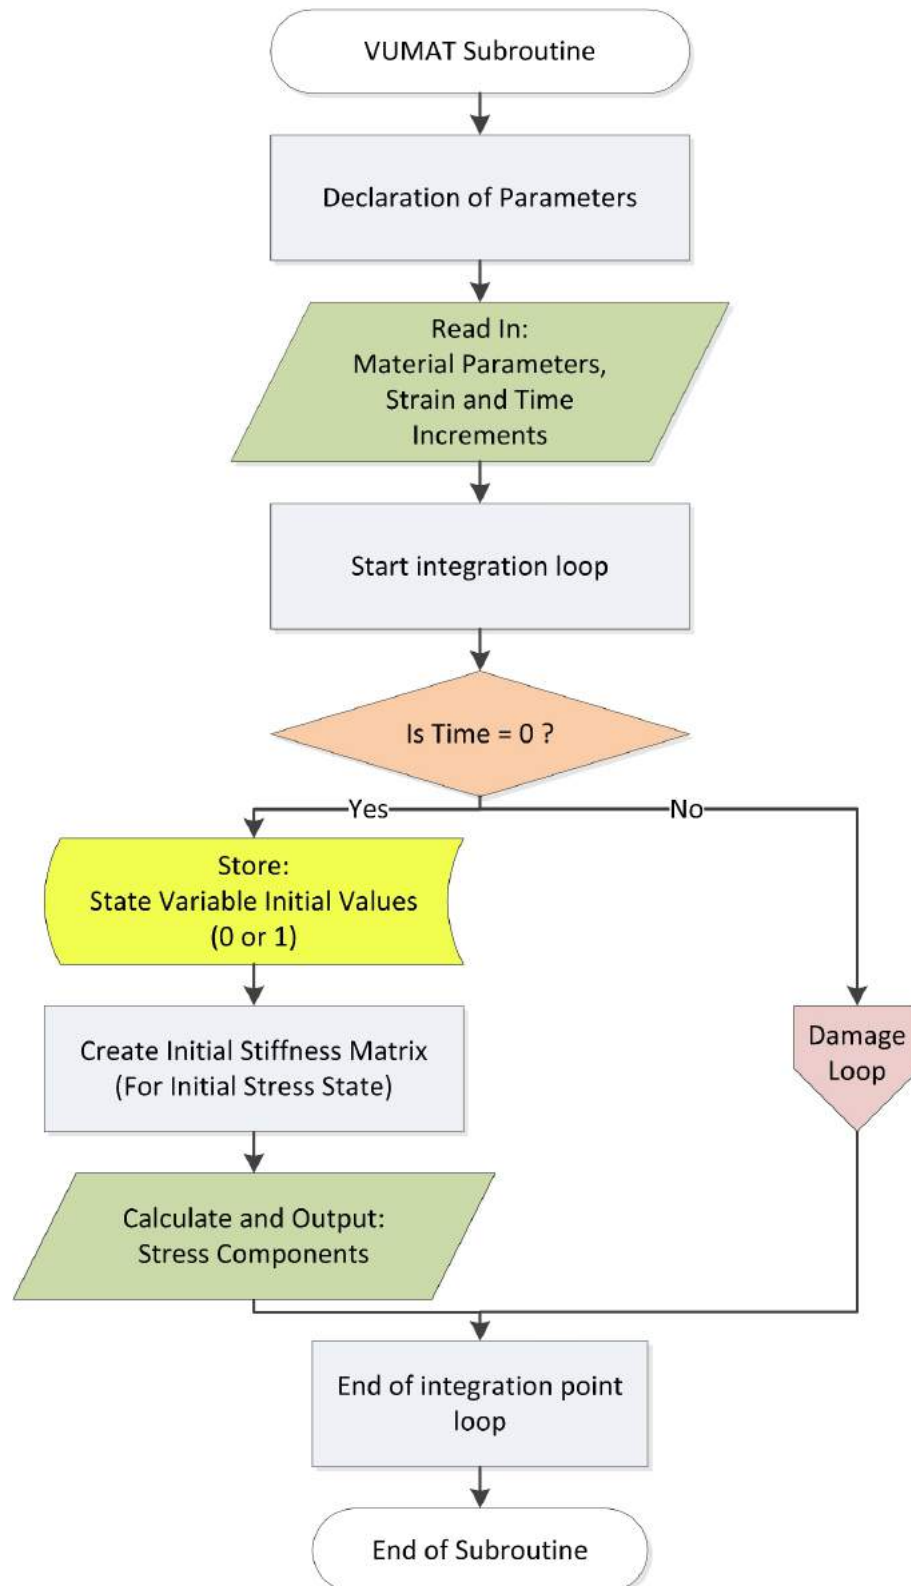 VUMAT Subroutine
Declaration of Parameters
Read In:
Material Parameters,
Strain and Time
Increments
Start integration loop
Is Time = 0 ?
Yes
No
Store:
State Variable Initial Values
(0 or 1)
Create Initial Stiffness Matrix
(For Initial Stress State)
Damage
Loop
Calculate and Output:
Stress Components
End of integration point
loop
End of Subroutine